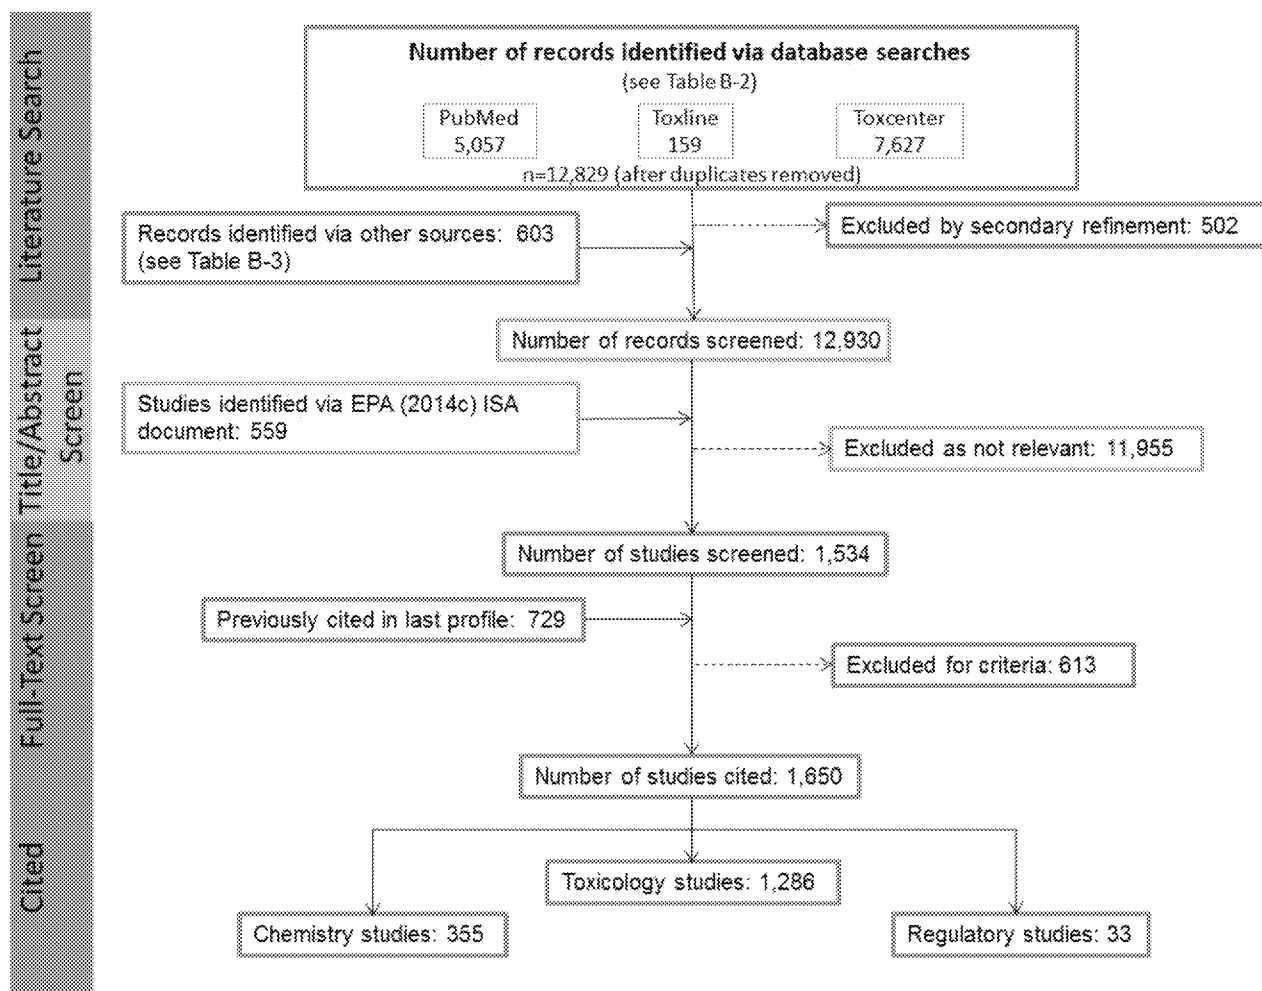 Literature Search
Number of records identified via database searches
(see Table B-2)
PubMed
5,057
Toxline
159
Toxcenter
7,627
n=12,829 (after duplicates removed)
Records identified via other sources: 603
(see Table B-3)
Excluded by secondary refinement: 502
Number of records screened: 12,930
Title/Abstract
Screen
Studies identified via EPA (2014c) ISA
document: 559
Excluded as not relevant: 11,955
Full-Text Screen
Number of studies screened: 1,534
Previously cited in last profile: 729
Excluded for criteria: 613
Number of studies cited: 1,650
Cited
Toxicology studies: 1,286
Chemistry studies: 355
Regulatory studies: 33